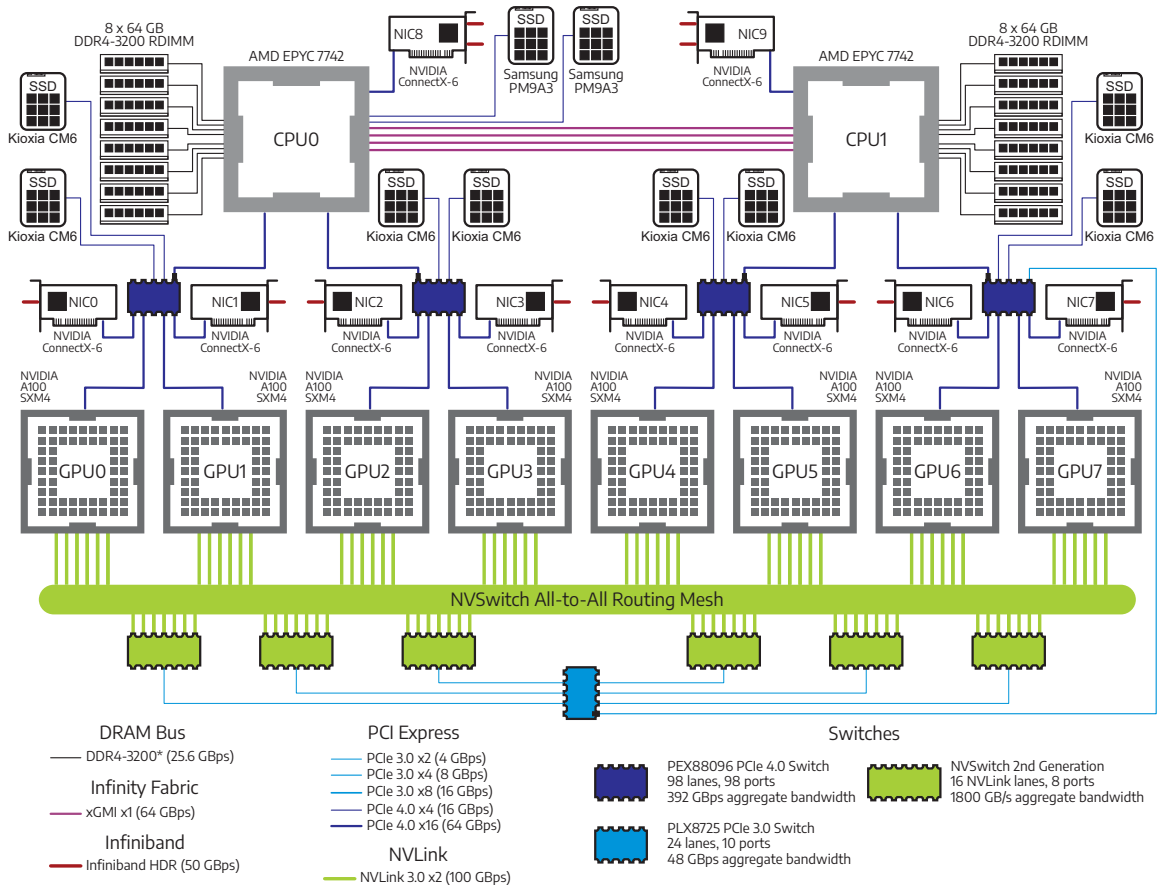 8 x 64 GB
DDR4-3200 RDIMM
AMD EPYC 7742
NIC8
NVIDIA
ConnectX-6
SSD
Samsung
PM9A3
SSD
Samsung
PM9A3
NIC9
NVIDIA
ConnectX-6
AMD EPYC 7742
8 x 64 GB
DDR4-3200 RDIMM
SSD
Kioxia CM6
CPU0
CPU1
SSD
Kioxia CM6
SSD
Kioxia CM6
SSD
Kioxia CM6
SSD
Kioxia CM6
SSD
Kioxia CM6
SSD
Kioxia CM6
SSD
Kioxia CM6
NIC0
NVIDIA
ConnectX-6
NIC1
NVIDIA
ConnectX-6
NIC2
NVIDIA
ConnectX-6
NIC3
NVIDIA
ConnectX-6
NIC4
NVIDIA
ConnectX-6
NIC5
NVIDIA
ConnectX-6
NIC6
NVIDIA
ConnectX-6
NIC7
NVIDIA
ConnectX-6
NVIDIA
A100
SXM4
NVIDIA
A100
SXM4
NVIDIA
A100
SXM4
NVIDIA
A100
SXM4
NVIDIA
A100
SXM4
NVIDIA
A100
SXM4
NVIDIA
A100
SXM4
NVIDIA
A100
SXM4
GPU0
GPU1
GPU2
GPU3
GPU4
GPU5
GPU6
GPU7
NVSwitch All-to-All Routing Mesh
DRAM Bus
DDR4-3200* (25.6 GBps)
Infinity Fabric
xGMI x1 (64 GBps)
Infiniband
Infiniband HDR (50 GBps)
PCI Express
PCIe 3.0 x2 (4 GBps)
PCIe 3.0 x4 (8 GBps)
PCIe 3.0 x8 (16 GBps)
PCIe 4.0 x4 (16 GBps)
PCIe 4.0 x16 (64 GBps)
NVLink
NVLink 3.0 x2 (100 GBps)
Switches
PEX88096 PCIe 4.0 Switch
98 lanes, 98 ports
392 GBps aggregate bandwidth
NVSwitch 2nd Generation
16 NVLink lanes, 8 ports
1800 GB/s aggregate bandwidth
PLX8725 PCIe 3.0 Switch
24 lanes, 10 ports
48 GBps aggregate bandwidth